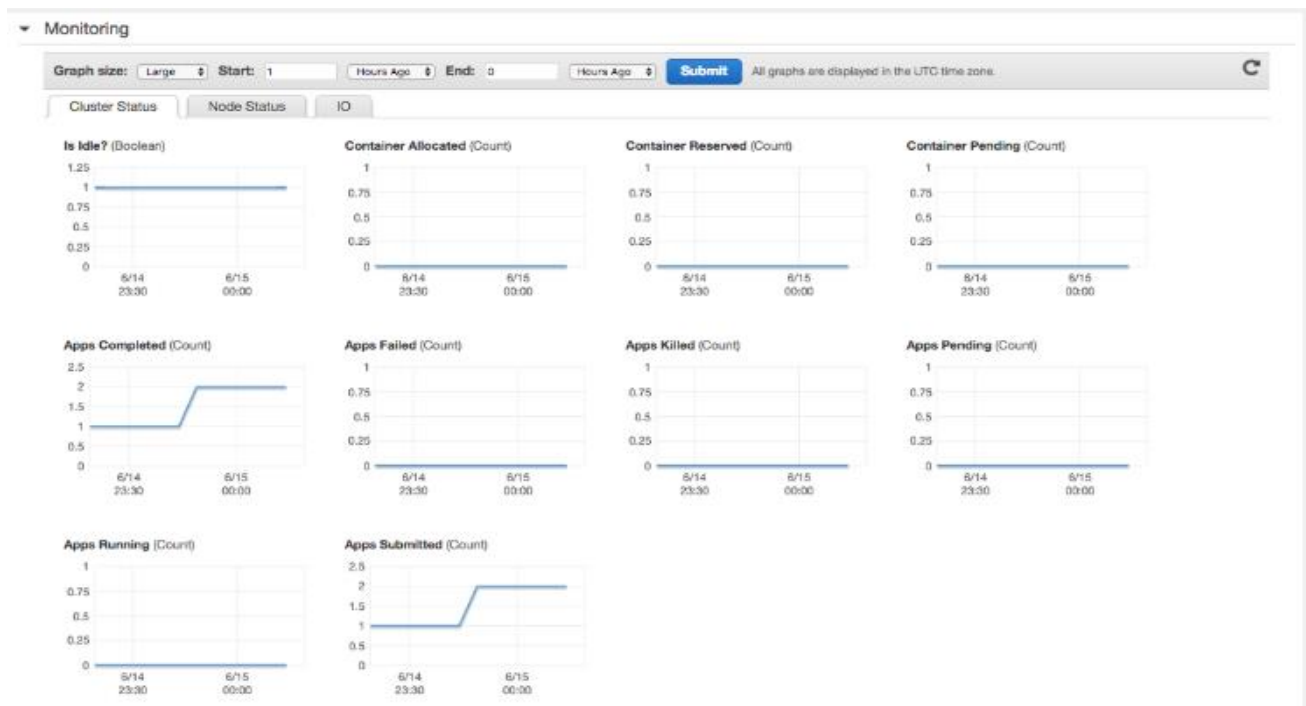 Monitoring
Graph size: Large Start: 1 Hours Ago End: 0 Hours Ago Submit All graphs are displayed in the UTC time zone.
Cluster Status Node Status IO
Is Idle? (Boolean) Container Allocated (Count) Container Reserved (Count) Container Pending (Count)
1.25 1 1 1
1 0.75 0.75 0.75
0.75 0.5 0.5 0.5
0.5 0.25 0.25 0.25
0.25
0 0 0 0
6/14 6/15 6/14 6/15 6/14 6/15 6/14 6/15
23:30 00:00 23:30 00:00 23:30 00:00 23:30 00:00
Apps Completed (Count) Apps Failed (Count) Apps Killed (Count) Apps Pending (Count)
2.5 1 1 1
2 0.75 0.75 0.75
1.5 0.5 0.5 0.5
1 0.25 0.25 0.25
0.5
0 0 0 0
6/14 6/15 6/14 6/15 6/14 6/15 6/14 6/15
23:30 00:00 23:30 00:00 23:30 00:00 23:30 00:00
Apps Running (Count) Apps Submitted (Count)
1 2.5
0.75 2
0.5 1.5
0.25 1
0.5
0 0
6/14 6/15 6/14 6/15
23:30 00:00 23:30 00:00